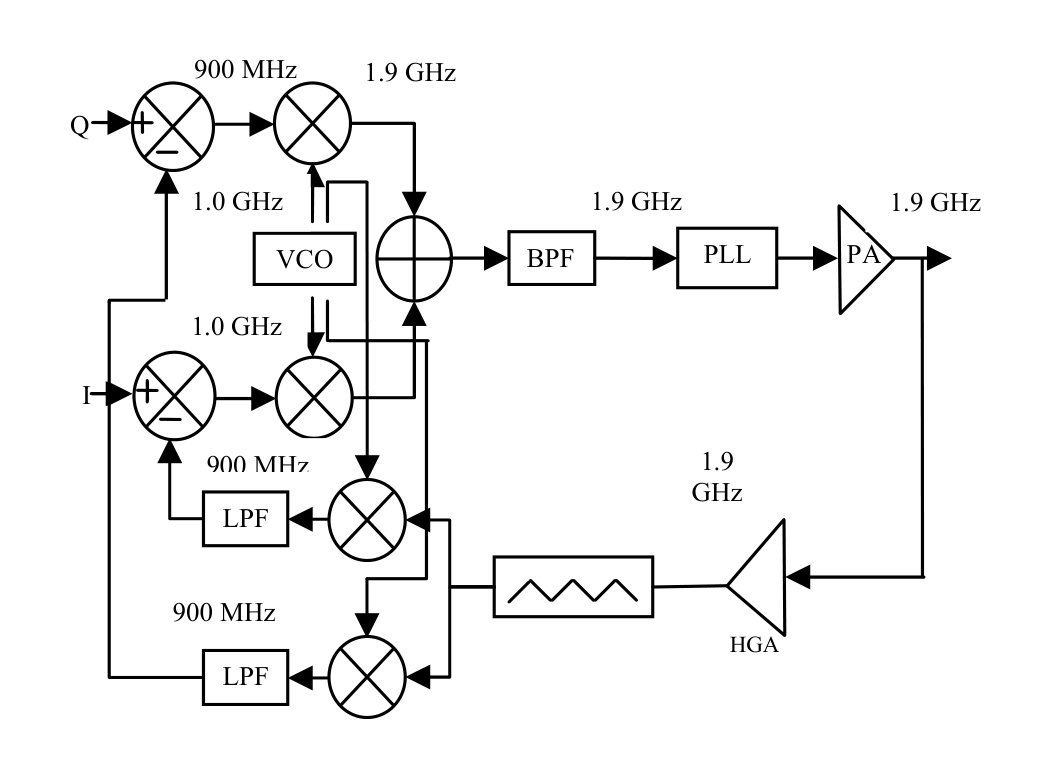 900 MHz
1.9 GHz
Q
+
−
1.0 GHz
1.9 GHz
1.9 GHz
VCO
BPF
PLL
PA
1.0 GHz
I
+
−
900 MHz
1.9
GHz
LPF
900 MHz
HGA
LPF